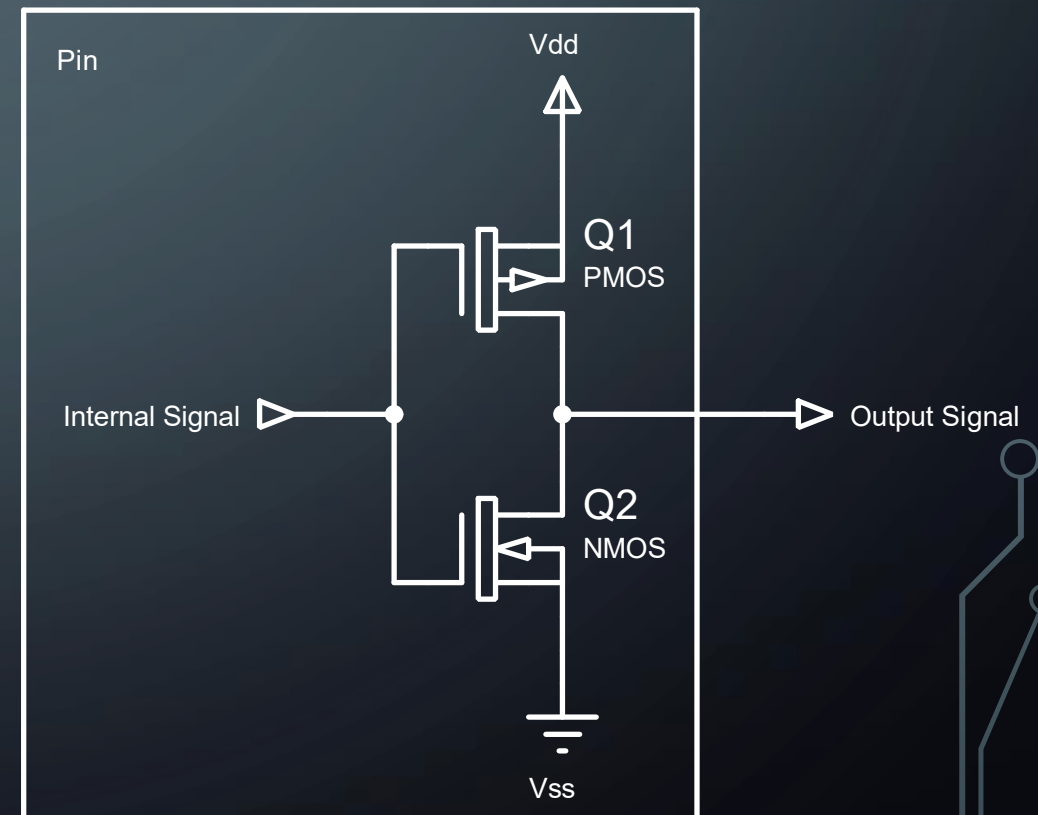 Vdd
Pin
Q1
PMOS
Internal Signal
Output Signal
Q2
NMOS
Vss